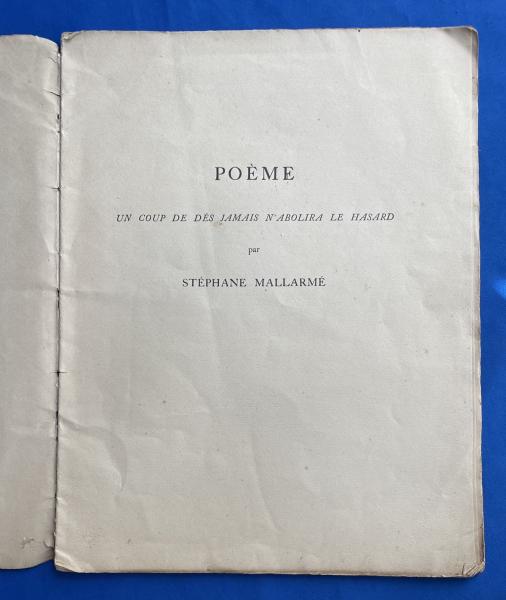 POÈME
UN COUP DE DÉS JAMAIS N'ABOLIRA LE HASARD
par
STÉPHANE MALLARMÉ